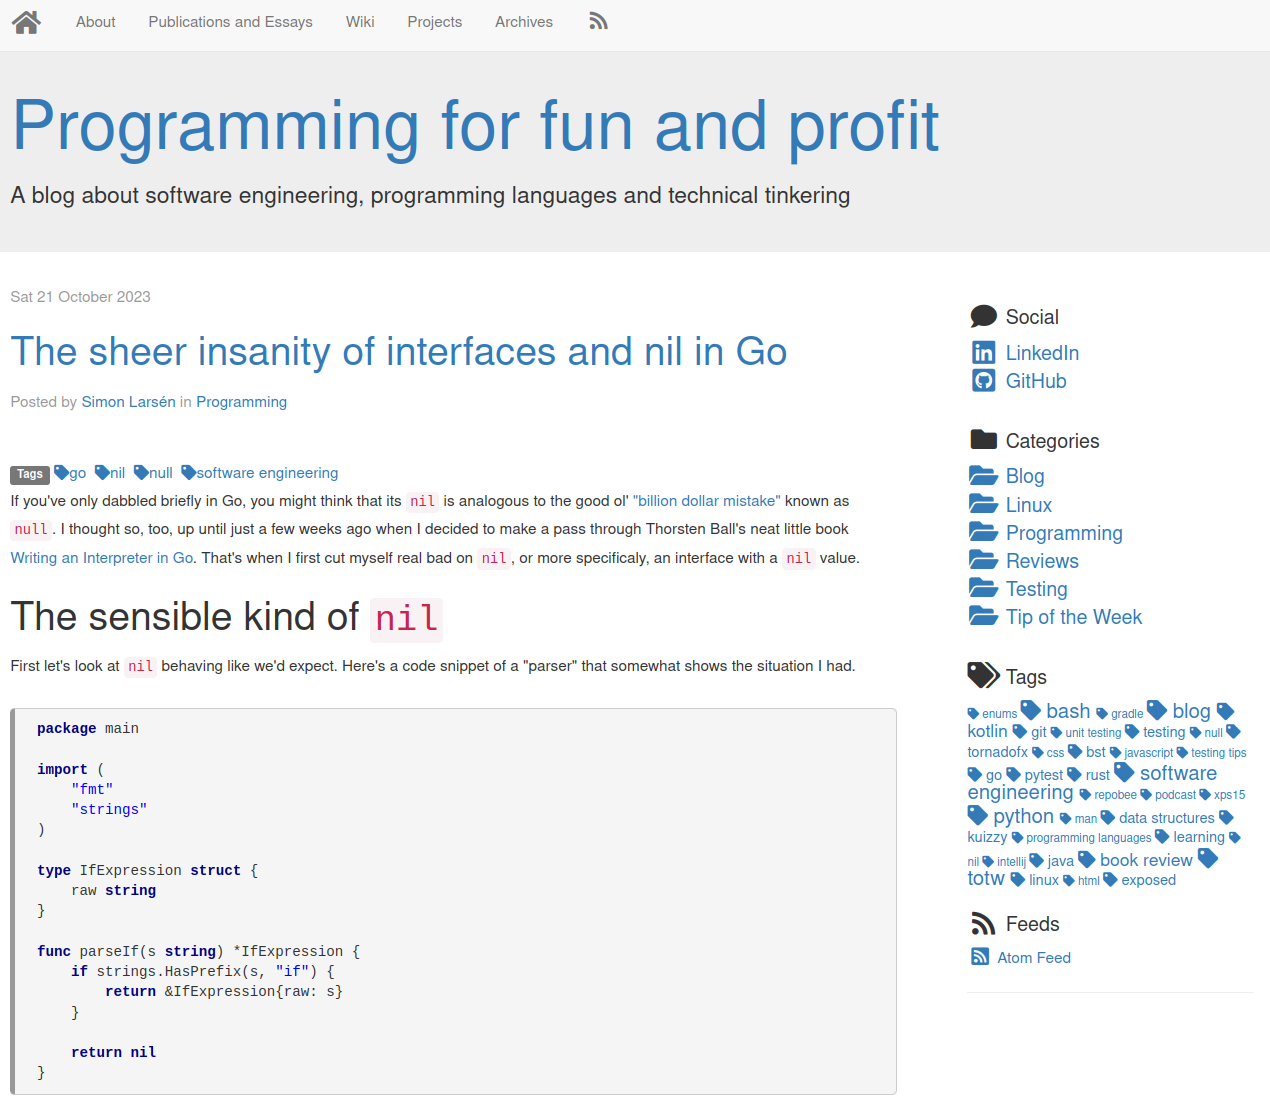 About Publications and Essays Wiki Projects Archives
Programming for fun and profit
A blog about software engineering, programming languages and technical tinkering
Sat 21 October 2023
The sheer insanity of interfaces and nil in Go
Posted by Simon Larsén in Programming
Tags go nil null software engineering
If you've only dabbled briefly in Go, you might think that its nil is analogous to the good ol' "billion dollar mistake" known as
null. I thought so, too, up until just a few weeks ago when I decided to make a pass through Thorsten Ball's neat little book
Writing an Interpreter in Go. That's when I first cut myself real bad on nil, or more specificaly, an interface with a nil value.
The sensible kind of nil
First let's look at nil behaving like we'd expect. Here's a code snippet of a "parser" that somewhat shows the situation I had.
package main

import (
    "fmt"
    "strings"
)

type IfExpression struct {
    raw string
}

func parseIf(s string) *IfExpression {
    if strings.HasPrefix(s, "if") {
        return &IfExpression{raw: s}
    }

    return nil
}
Social
LinkedIn
GitHub
Categories
Blog
Linux
Programming
Reviews
Testing
Tip of the Week
Tags
enums bash gradle blog
kotlin git unit testing testing null
tornadofx css bst javascript testing tips
go pytest rust software
engineering repobee podcast xps15
python man data structures
kuizzy programming languages learning
nil intellij java book review
totw linux html exposed
Feeds
Atom Feed